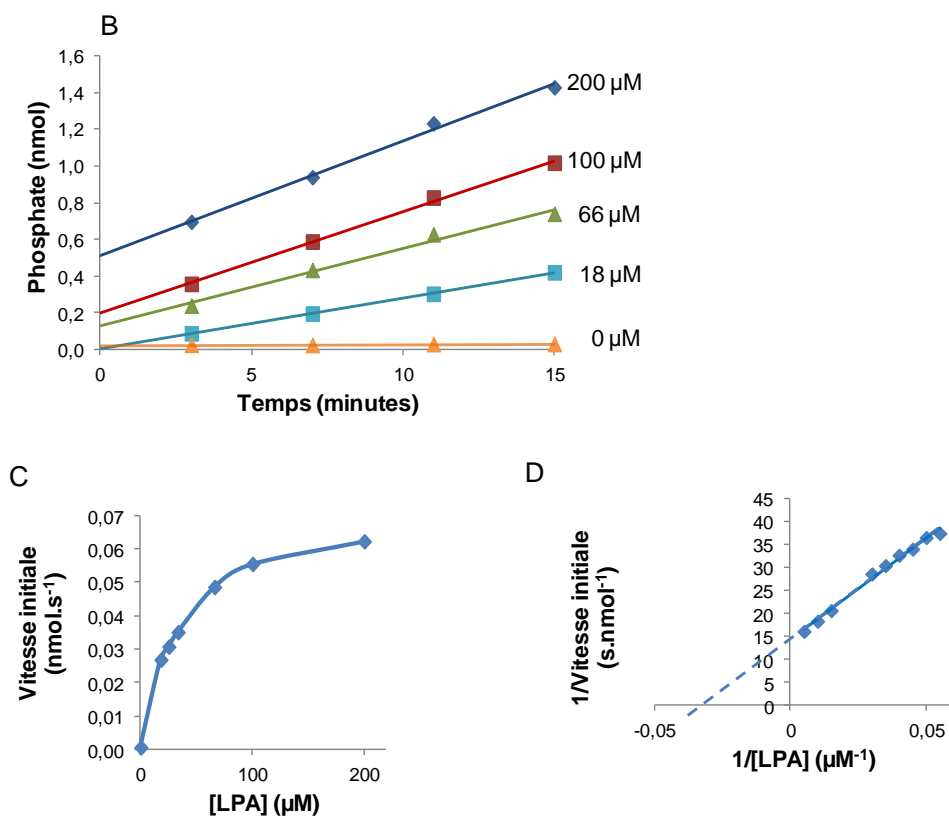 B
1,6
1,4
1,2
1,0
0,8
0,6
0,4
0,2
0,0
Phosphate (nmol)
0
5
10
15
Temps (minutes)
200 µM
100 µM
66 µM
18 µM
0 µM
C
0,07
0,06
0,05
0,04
0,03
0,02
0,01
0,00
Vitesse initiale
(nmol.s⁻¹)
0
100
200
[LPA] (µM)
D
45
40
35
30
25
20
15
10
5
0
1/Vitesse initiale
(s.nmol⁻¹)
-0,05
0
0,05
1/[LPA] (µM⁻¹)